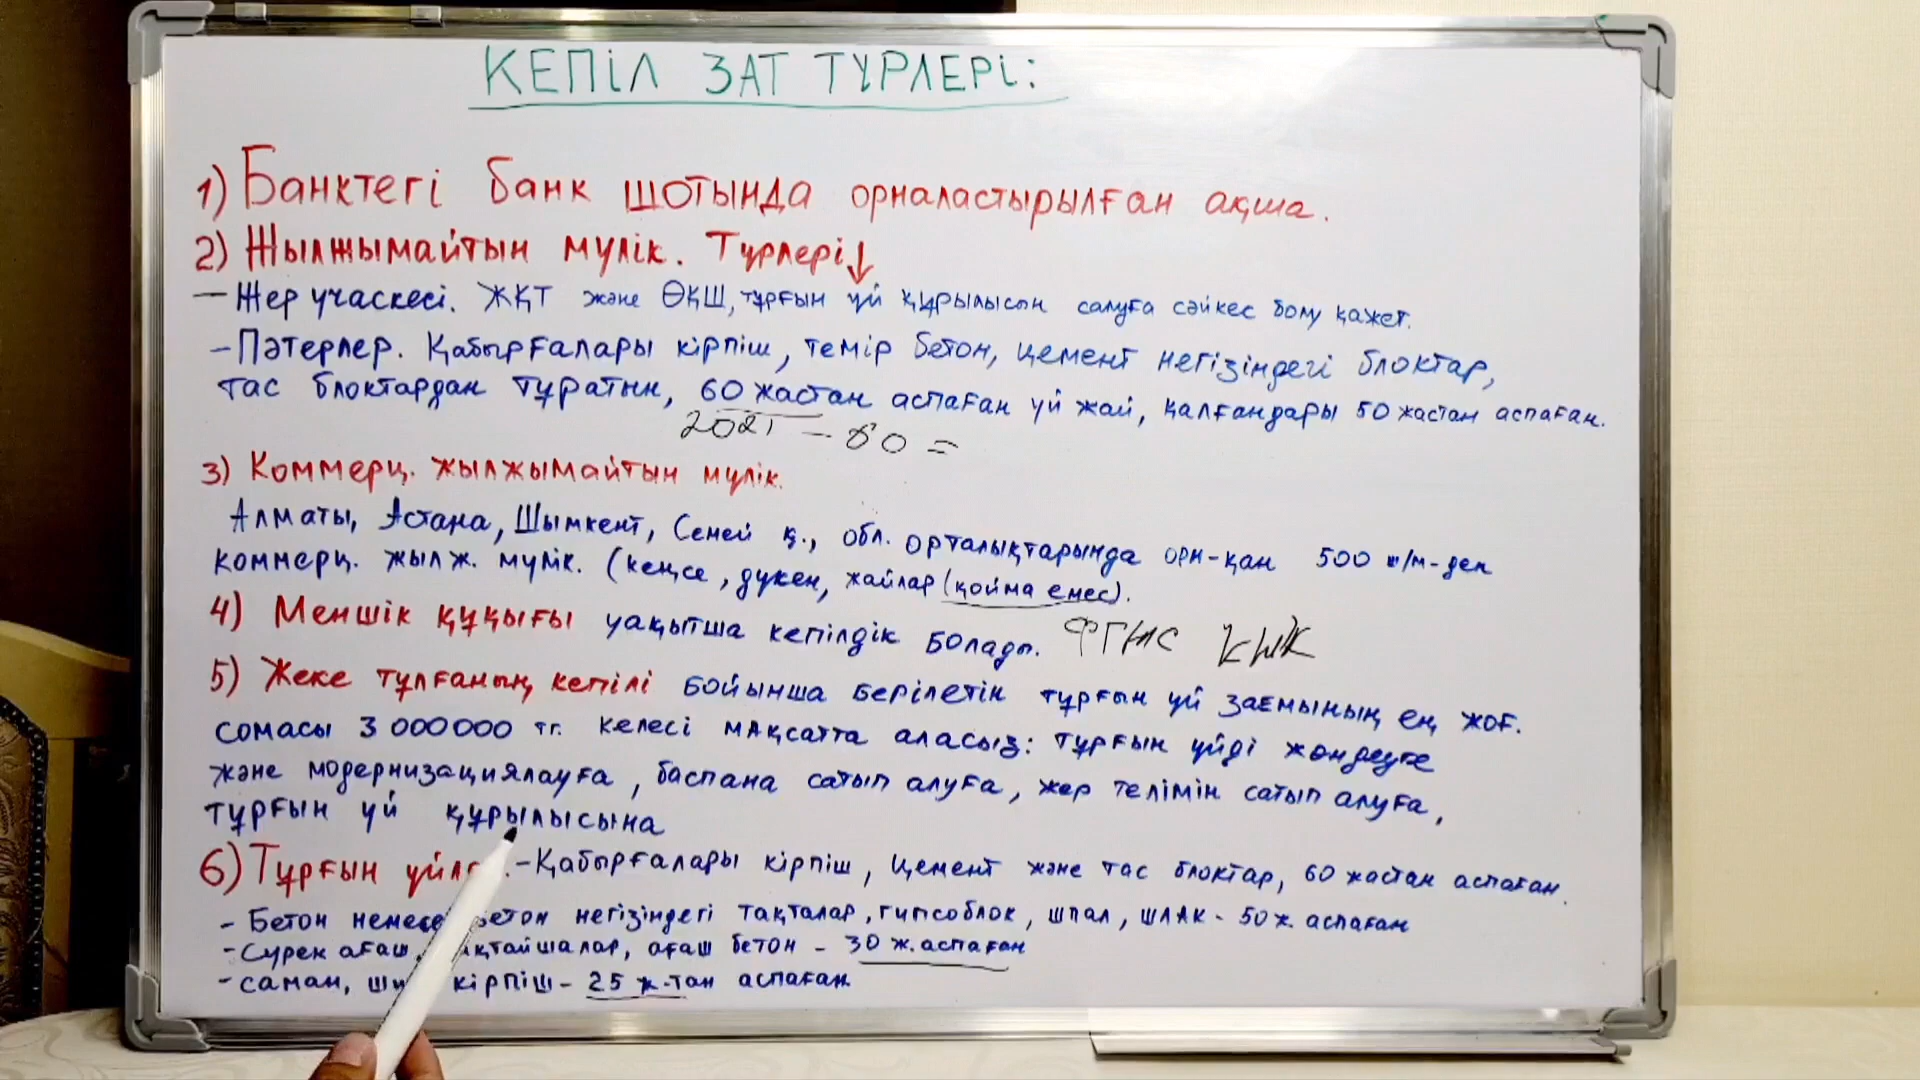 КЕПІЛ ЗАТ ТҮРЛЕРІ:
1) Банктегі банк шотында орналастырылған ақша.
2) Жылжымайтын мүлік. Түрлері↓
- Жер учаскесі. ЖҚТ және ӨҚШ, тұрғын үй құрылысын салуға сәйкес болу қажет.
- Пәтерлер. Қабырғалары кірпіш, темір бетон, цемент негізіндегі блоктар,
тас блоктардан тұратын, 60 жастан аспаған үй жай, қалғандары 50 жастан аспаған.
2021 - 60 =
3) Коммерц. жылжымайтын мүлік.
Алматы, Астана, Шымкент, Семей қ., обл. орталықтарында орн-қан 500 ш/м-ден
коммерц. жылж. мүлік. (кеңсе, дүкен, жайлар (қойма емес).
4) Меншік құқығы уақытша кепілдік болады.
5) Жеке тұлғаның кепілі бойынша берілетін тұрғын үй заемының ең жоғ.
сомасы 3 000000 тг. келесі мақсатта аласыз: тұрғын үйді жөндеуге
және модернизациялауға, баспана сатып алуға, жер телімін сатып алуға,
тұрғын үй құрылысына
6) Тұрғын - Қабырғалары кірпіш, цемент және тас блоктар, 60 жастан аспаған.
- Бетон немесе бетон негізіндегі тақталар, гипсоблок, шпал, шлак - 50 ж. аспаған
- Сүрек ағаш, ағаш бетон - 30 ж. аспаған
- саман, кірпіш - 25 ж-тан аспаған